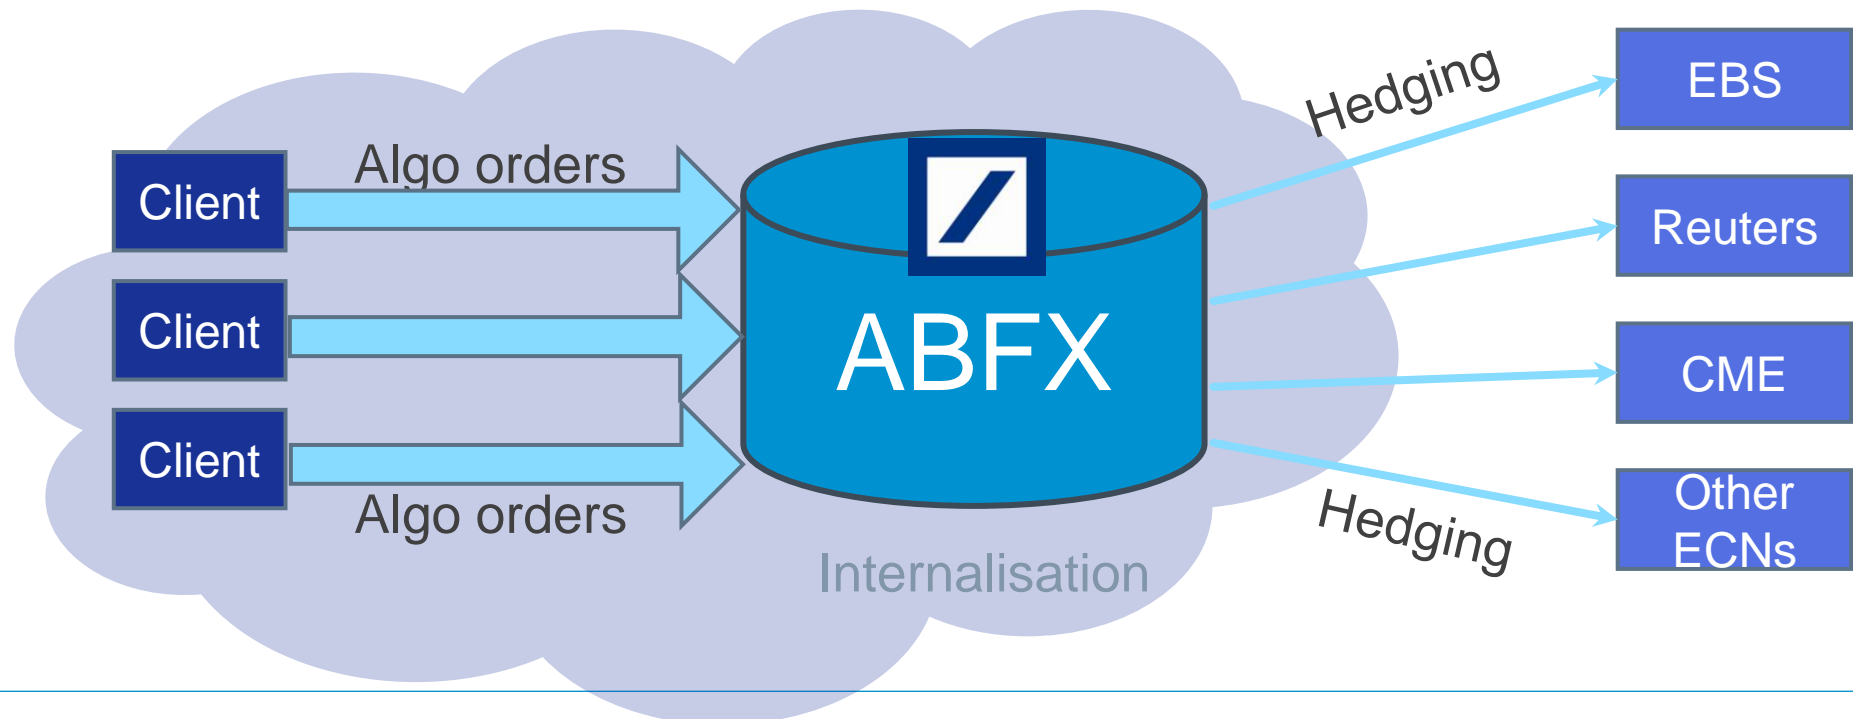 Hedging
EBS
Algo orders
Client
Reuters
Client
ABFX
CME
Client
Algo orders
Hedging
Other
ECNs
Internalisation